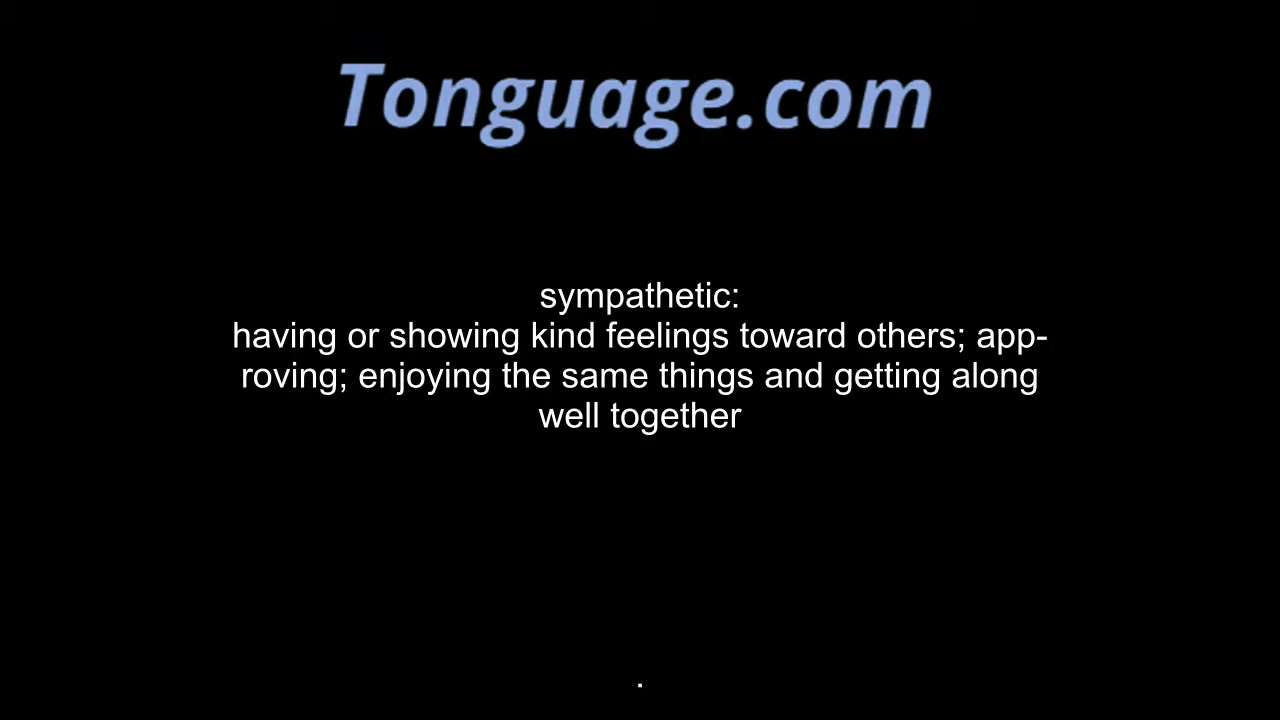 Tonguage.com
sympathetic:
having or showing kind feelings toward others; app-
roving; enjoying the same things and getting along
well together
.